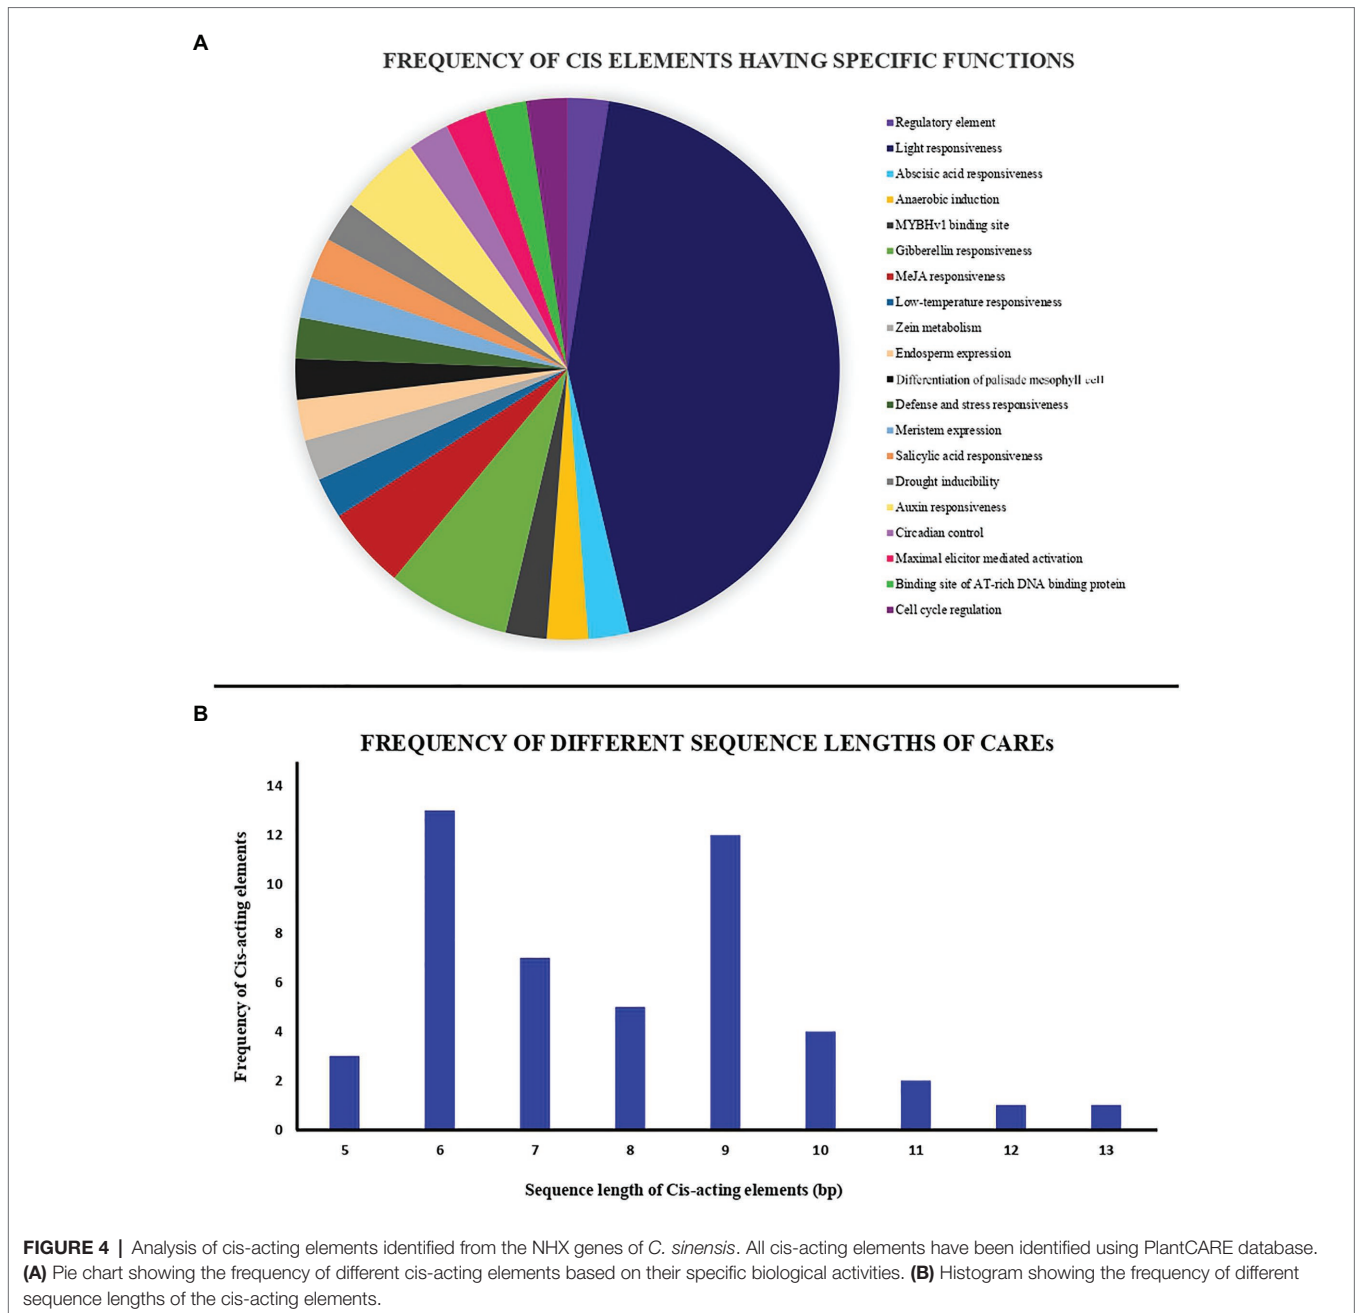 A
FREQUENCY OF CIS ELEMENTS HAVING SPECIFIC FUNCTIONS
Regulatory element
Light responsiveness
Abscisic acid responsiveness
Anaerobic induction
MYBHv1 binding site
Gibberellin responsiveness
MeJA responsiveness
Low-temperature responsiveness
Zein metabolism
Endosperm expression
Differentiation of palisade mesophyll cell
Defense and stress responsiveness
Meristem expression
Salicylic acid responsiveness
Drought inducibility
Auxin responsiveness
Circadian control
Maximal elicitor mediated activation
Binding site of AT-rich DNA binding protein
Cell cycle regulation
B
FREQUENCY OF DIFFERENT SEQUENCE LENGTHS OF CAREs
Frequency of Cis-acting elements
14
12
10
8
6
4
2
0
5 6 7 8 9 10 11 12 13
Sequence length of Cis-acting elements (bp)
FIGURE 4 | Analysis of cis-acting elements identified from the NHX genes of C. sinensis. All cis-acting elements have been identified using PlantCARE database.
(A) Pie chart showing the frequency of different cis-acting elements based on their specific biological activities. (B) Histogram showing the frequency of different
sequence lengths of the cis-acting elements.